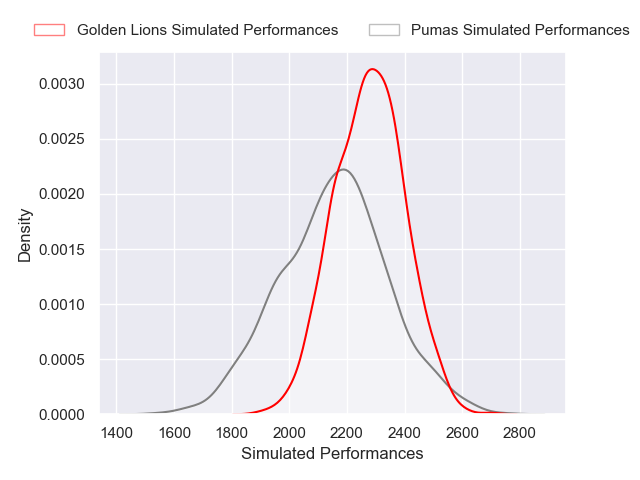 Golden Lions Simulated Performances Pumas Simulated Performances
0.0030
0.0025
0.0020
0.0015
0.0010
0.0005
0.0000
Density
1400 1600 1800 2000 2200 2400 2600 2800
Simulated Performances